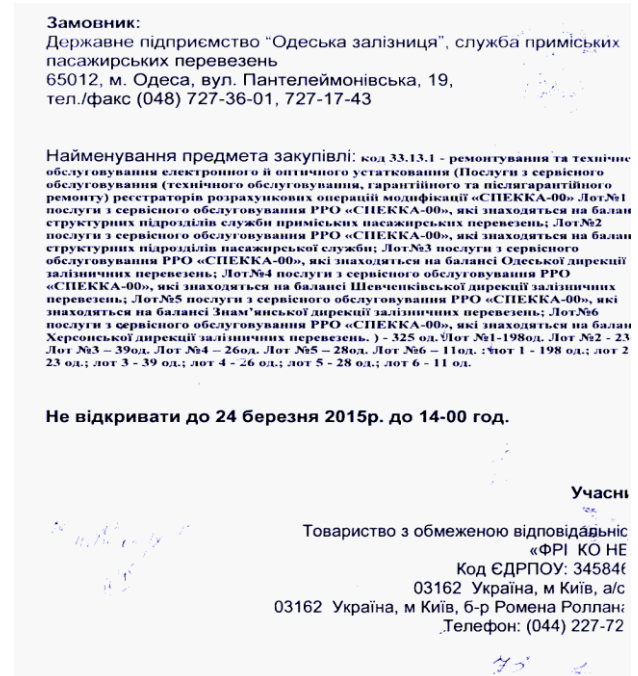 Замовник:
Державне підприємство “Одеська залізниця”, служба приміських
пасажирських перевезень
65012, м. Одеса, вул. Пантелеймонівська, 19,
тел./факс (048) 727-36-01, 727-17-43
Найменування предмета закупівлі: код 33.13.1 - ремонтування та технічне
обслуговування електронного й оптичного устатковання (Послуги з сервісного
обслуговування (технічного обслуговування, гарантійного та післягарантійного
ремонту) реєстраторів розрахункових операцій модифікації «СПЕККА-00» Лот№1
послуги з сервісного обслуговування РРО «СПЕККА-00», які знаходяться на балан
структурних підрозділів служби приміських пасажирських перевезень; Лот№2
послуги з сервісного обслуговування РРО «СПЕККА-00», які знаходяться на балан
структурних підрозділів пасажирської служби; Лот№3 послуги з сервісного
обслуговування РРО «СПЕККА-00», які знаходяться на балансі Одеської дирекції
залізничних перевезень; Лот№4 послуги з сервісного обслуговування РРО
«СПЕККА-00», які знаходяться на балансі Шевченківської дирекції залізничних
перевезень; Лот№5 послуги з сервісного обслуговування РРО «СПЕККА-00», які
знаходяться на балансі Знам’янської дирекції залізничних перевезень; Лот№6
послуги з сервісного обслуговування РРО «СПЕККА-00», які знаходяться на балан
Херсонської дирекції залізничних перевезень. ) - 325 од. Лот №1-198од. Лот №2 - 23
Лот №3 – 39од. Лот №4 – 26од. Лот №5 – 28од. Лот №6 – 11од. : лот 1 - 198 од.; лот 2
23 од.; лот 3 - 39 од.; лот 4 - 26 од.; лот 5 - 28 од.; лот 6 - 11 од.
Не відкривати до 24 березня 2015р. до 14-00 год.
Учасни
Товариство з обмеженою відповідальніс
«ФРІ КО НЕ
Код ЄДРПОУ: 34584
03162 Україна, м Київ, а/с
03162 Україна, м Київ, б-р Ромена Роллана
Телефон: (044) 227-72